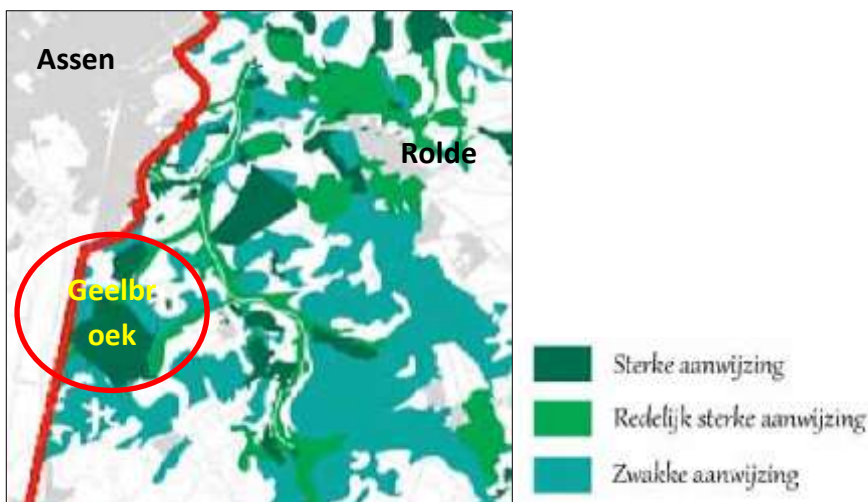 Assen
Rolde
Geelbr
oek
Sterke aanwijzing
Redelijk sterke aanwijzing
Zwakke aanwijzing